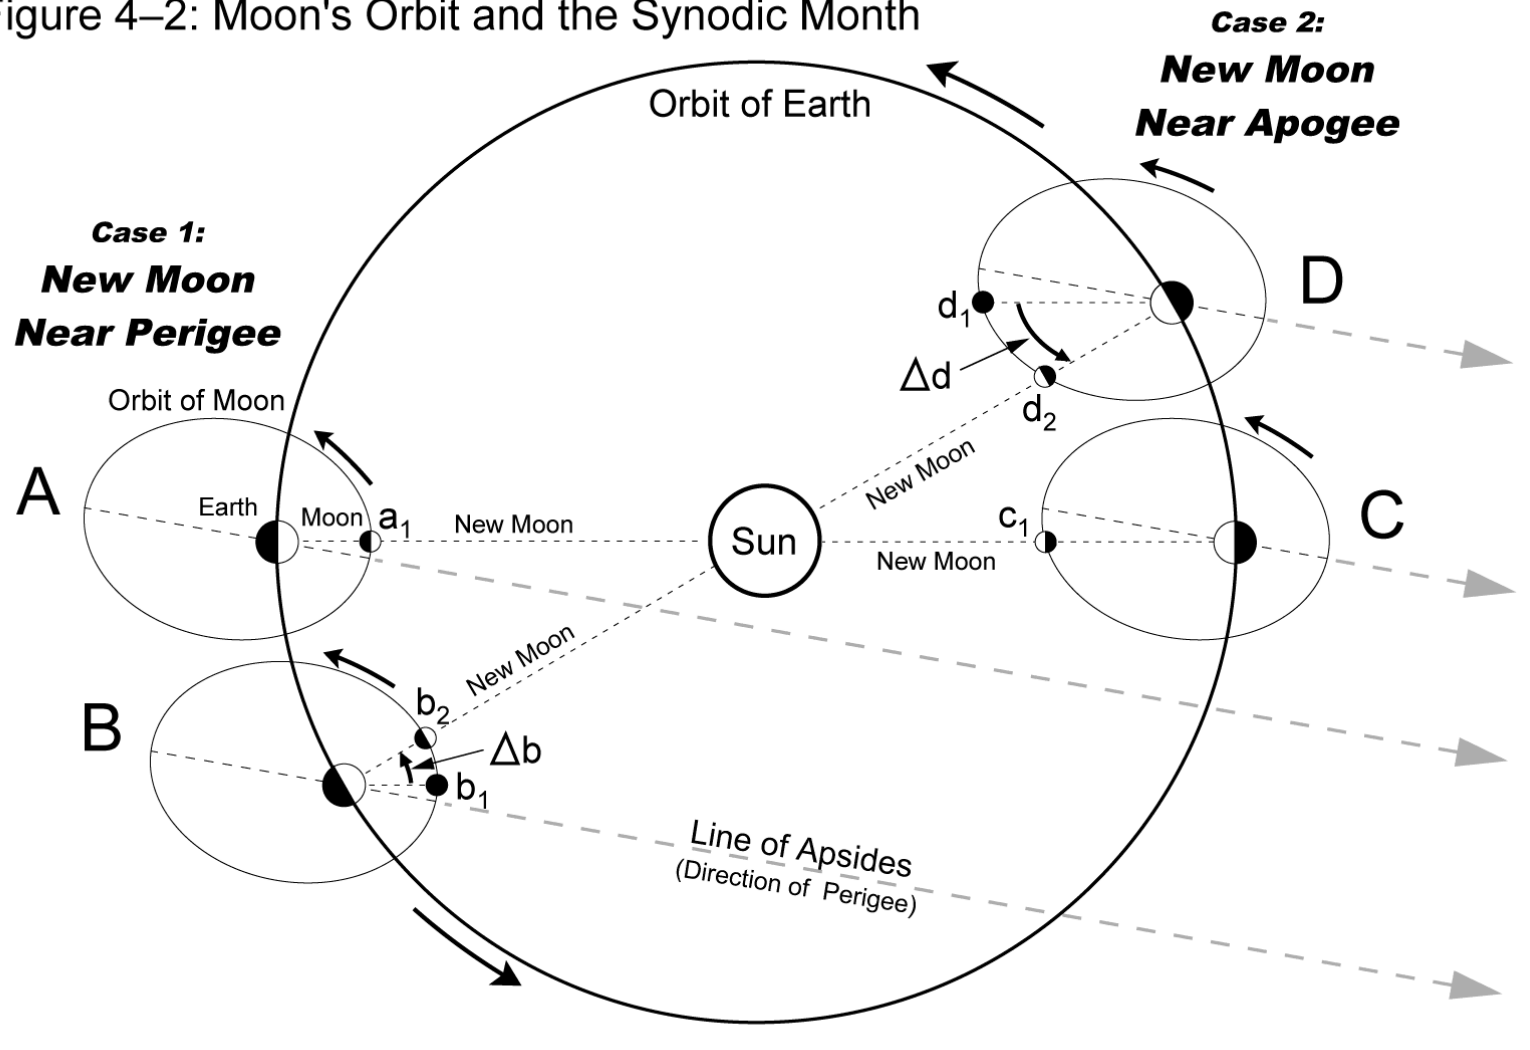 igure 4–2: Moon's Orbit and the Synodic Month
Case 2:
New Moon
Near Apogee
Orbit of Earth
Case 1:
New Moon
Near Perigee
D
d1
Δd
d2
New Moon
Orbit of Moon
A
Earth
Moon
a1
New Moon
Sun
c1
New Moon
C
New Moon
B
b2
Δb
b1
Line of Apsides
(Direction of Perigee)